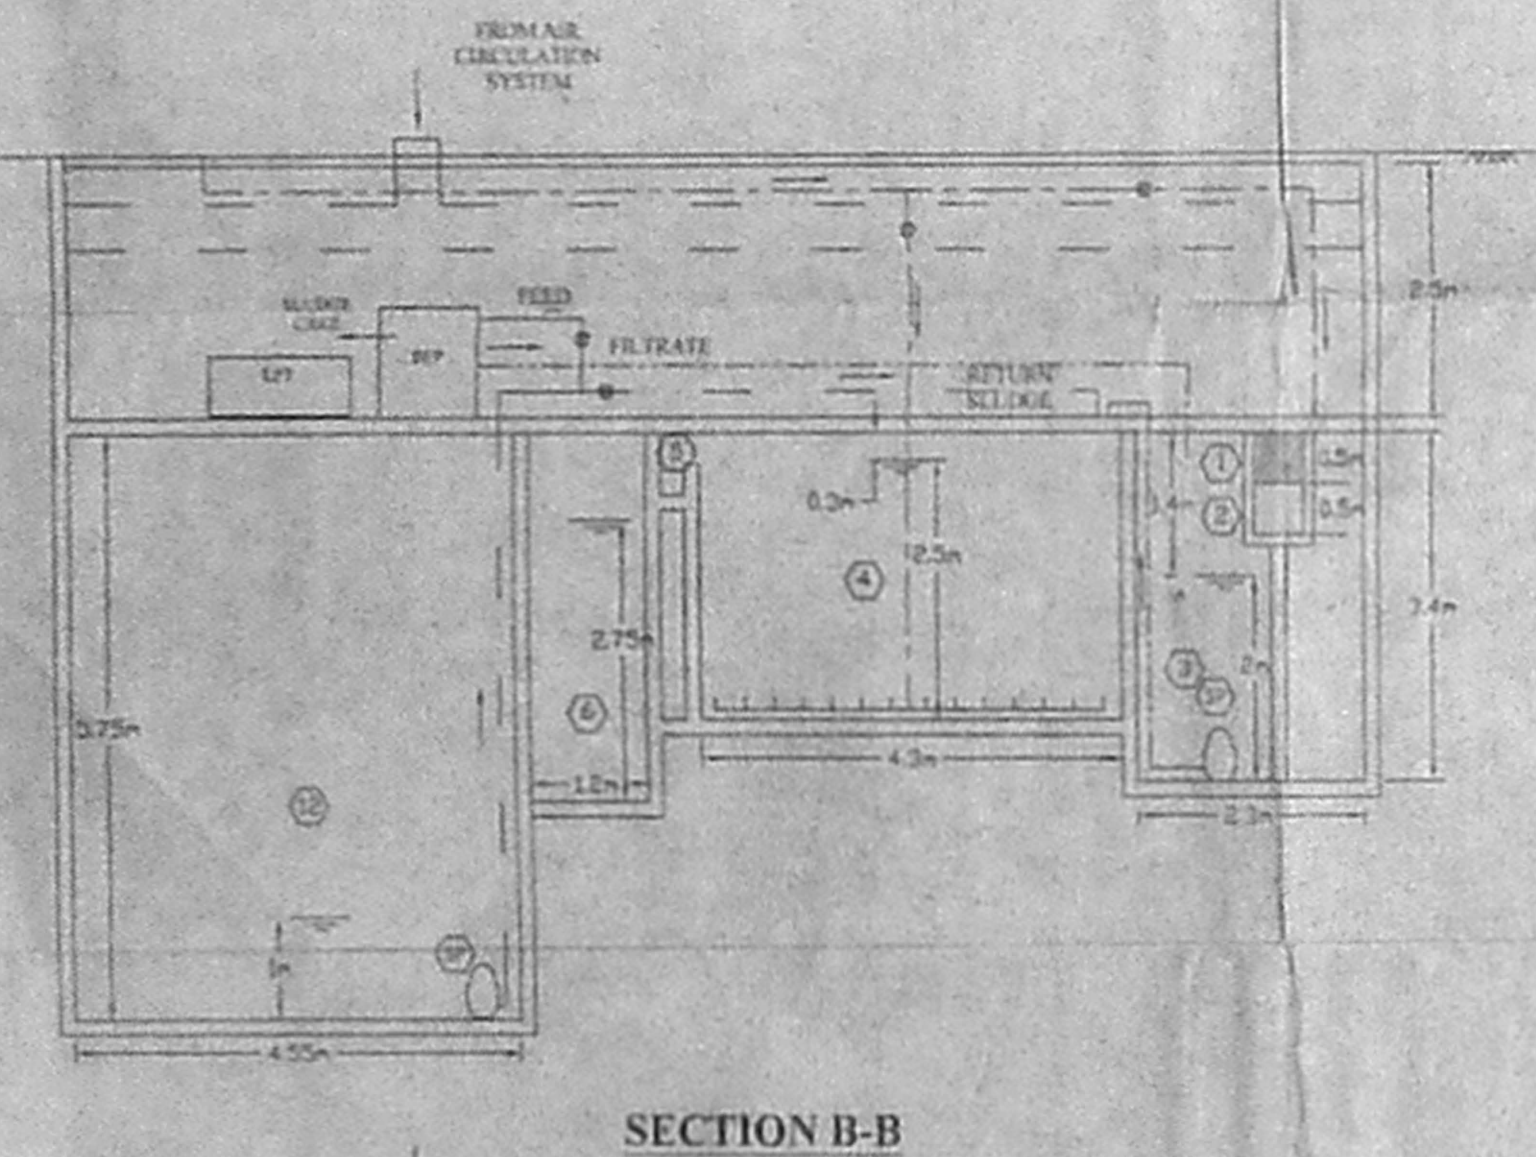 FROM AIR
CIRCULATION
SYSTEM
2.5m
SLUDGE
CAKE
FEED
FILTRATE
RETURN
SLUDGE
5
1
0.5m
0.3m
2
0.5m
2.5m
4
2.75m
3.4m
3
2m
SP
6
3.75m
1.2m
4.3m
12
2.3m
SP
4.55m
SECTION B-B